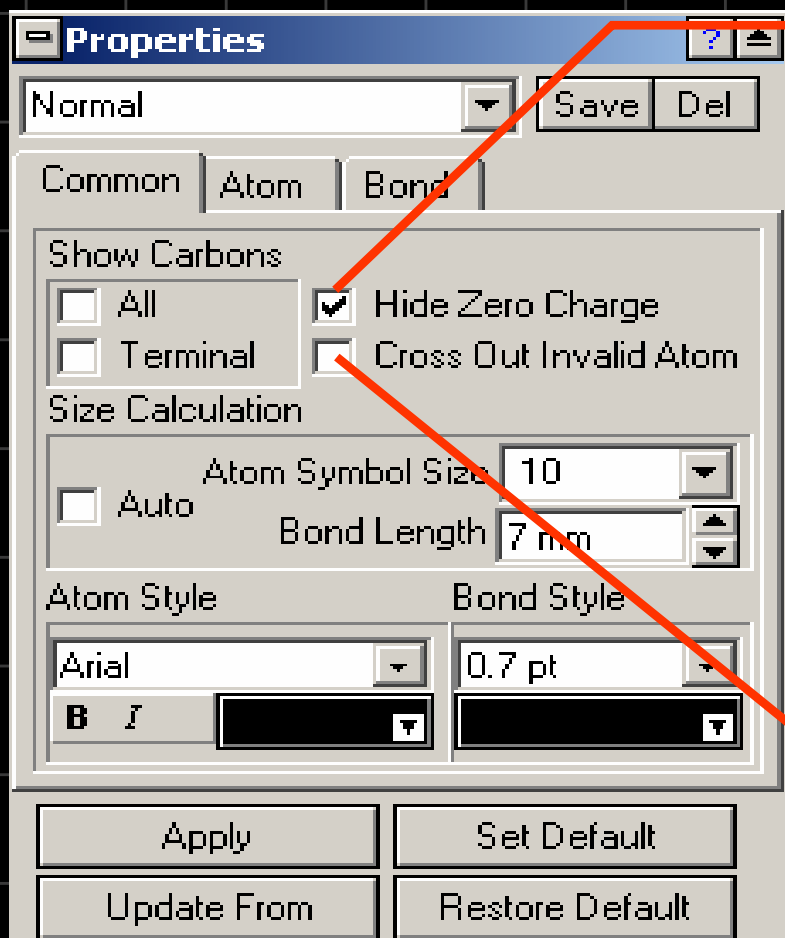 Properties ?
Normal Save Del
Common Atom Bond
Show Carbons
All Hide Zero Charge
Terminal Cross Out Invalid Atom
Size Calculation
Atom Symbol Size 10
Auto
Bond Length 7 mm
Atom Style Bond Style
Arial 0.7 pt
B I
Apply Set Default
Update From Restore Default